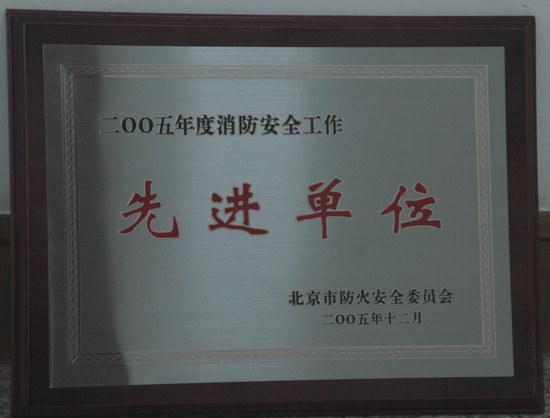 二OO五年度消防安全工作
先进单位
北京市防火安全委员会
二OO五年十二月